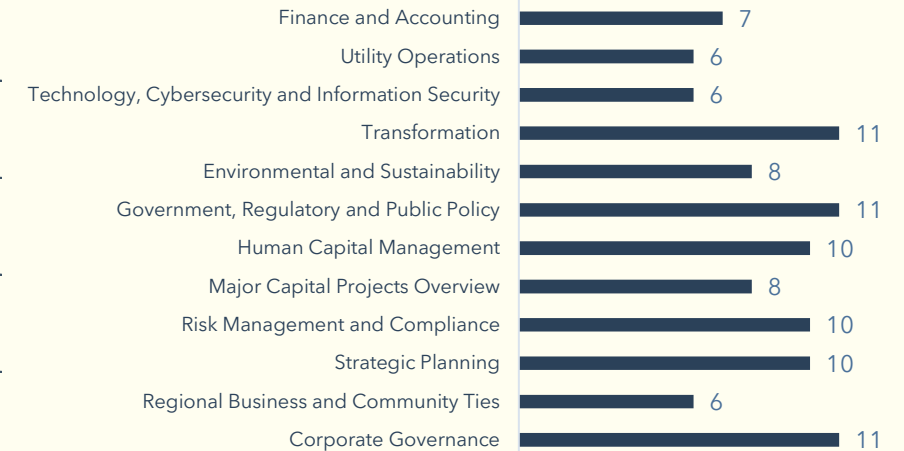 Finance and Accounting 7
Utility Operations 6
Technology, Cybersecurity and Information Security 6
Transformation 11
Environmental and Sustainability 8
Government, Regulatory and Public Policy 11
Human Capital Management 10
Major Capital Projects Overview 8
Risk Management and Compliance 10
Strategic Planning 10
Regional Business and Community Ties 6
Corporate Governance 11